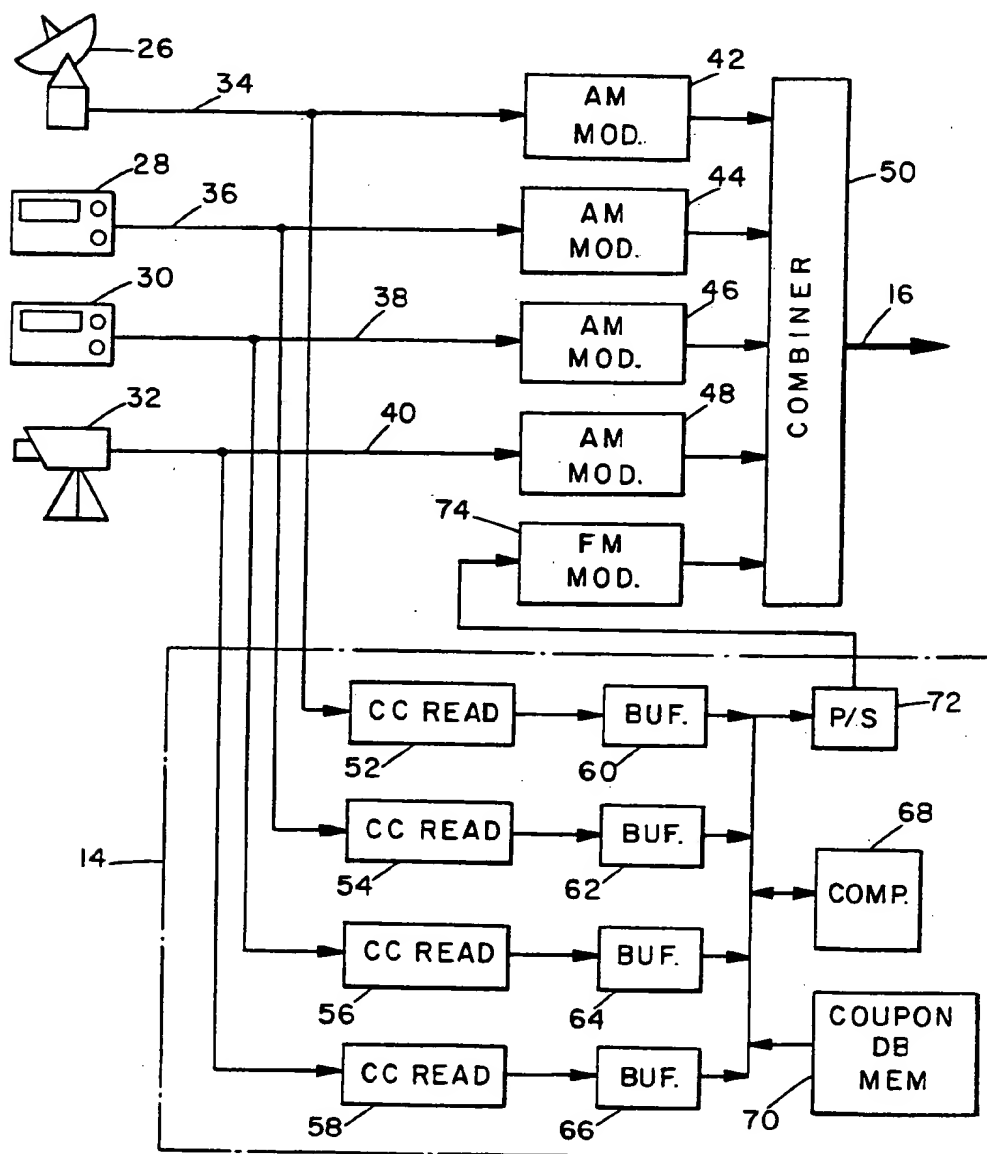 26
34
42
AM
MOD.
28
36
44
AM
MOD.
50
30
38
46
AM
MOD.
16
COMBINER
32
40
48
AM
MOD.
74
FM
MOD.
CC READ
52
BUF.
60
P/S
72
14
CC READ
54
BUF.
62
68
COMP.
CC READ
56
BUF.
64
COUPON
DB
MEM
70
CC READ
58
BUF.
66